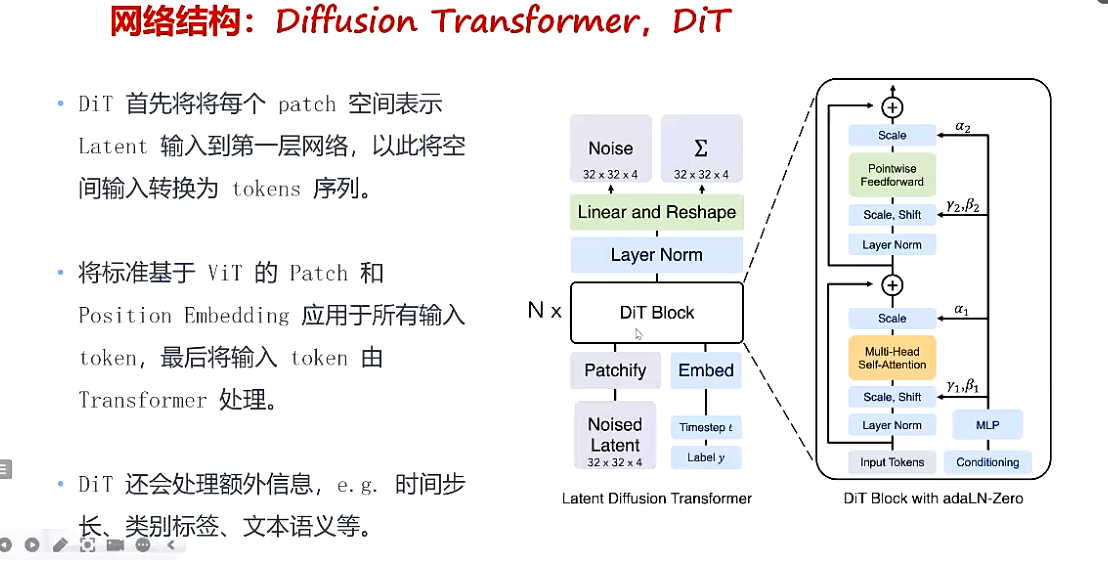 网络结构：Diffusion Transformer，DiT
• DiT 首先将将每个 patch 空间表示
Latent 输入到第一层网络，以此将空
间输入转换为 tokens 序列。
• 将标准基于 ViT 的 Patch 和
Position Embedding 应用于所有输入
token，最后将输入 token 由
Transformer 处理。
• DiT 还会处理额外信息，e.g. 时间步
长、类别标签、文本语义等。
Noise
32 x 32 x 4
Σ
32 x 32 x 4
Linear and Reshape
Layer Norm
N x
DiT Block
Patchify
Embed
Noised
Latent
32 x 32 x 4
Timestep t
Label y
Latent Diffusion Transformer
Scale
α₂
Pointwise
Feedforward
Scale, Shift
γ₂,β₂
Layer Norm
Scale
α₁
Multi-Head
Self-Attention
Scale, Shift
γ₁,β₁
Layer Norm
MLP
Input Tokens
Conditioning
DiT Block with adaLN-Zero